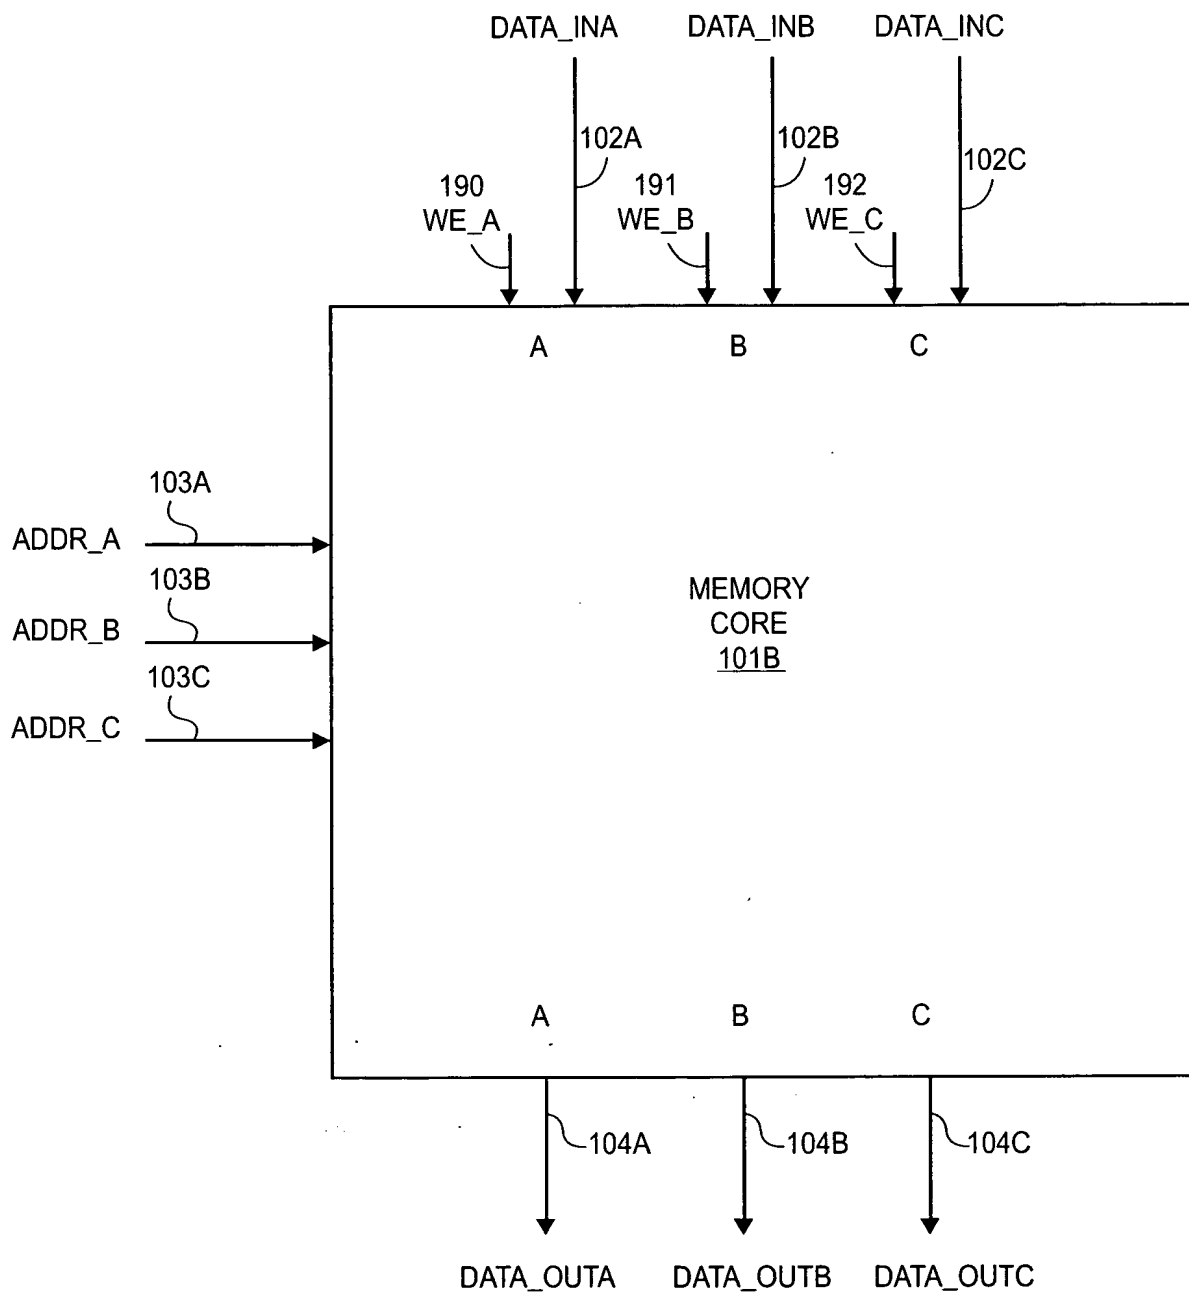 DATA_INA DATA_INB DATA_INC
102A 102B 102C
190 191 192
WE_A WE_B WE_C
A B C
103A
ADDR_A
103B
ADDR_B
103C
ADDR_C
MEMORY
CORE
101B
A B C
104A 104B 104C
DATA_OUTA DATA_OUTB DATA_OUTC